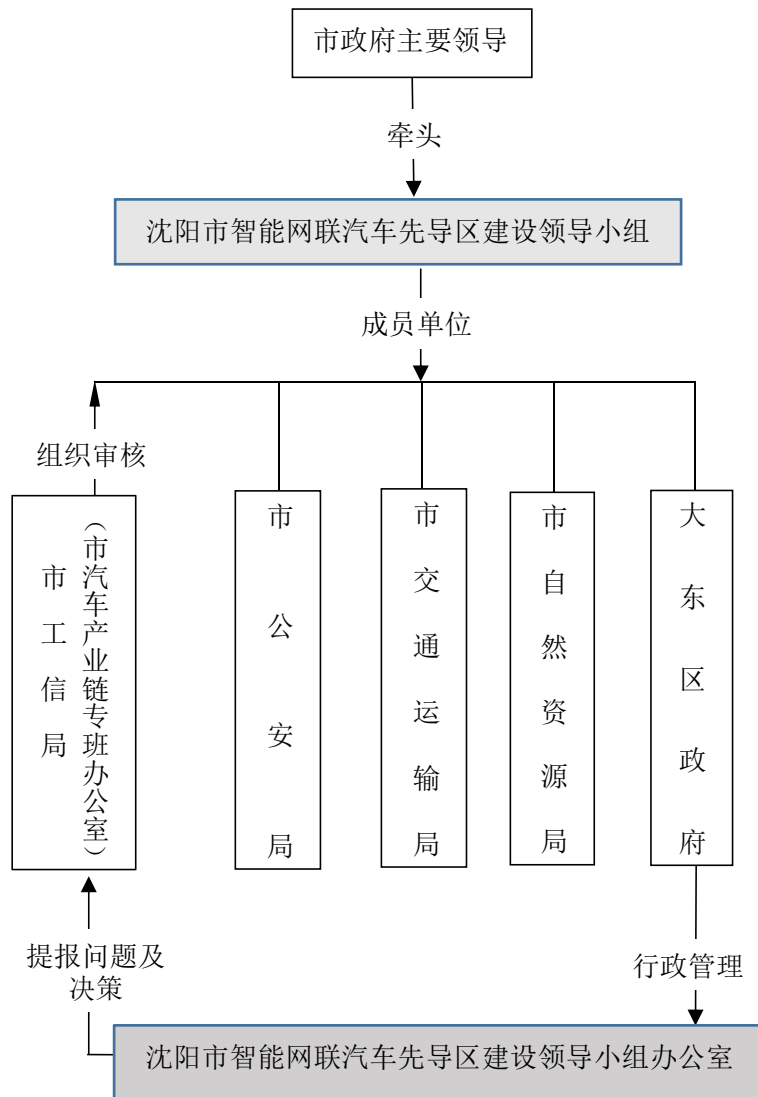 市政府主要领导
牵头
沈阳市智能网联汽车先导区建设领导小组
成员单位
组织审核
市工信局
（市汽车产业链专班办公室）
市公安局
市交通运输局
市自然资源局
大东区政府
提报问题及
决策
行政管理
沈阳市智能网联汽车先导区建设领导小组办公室